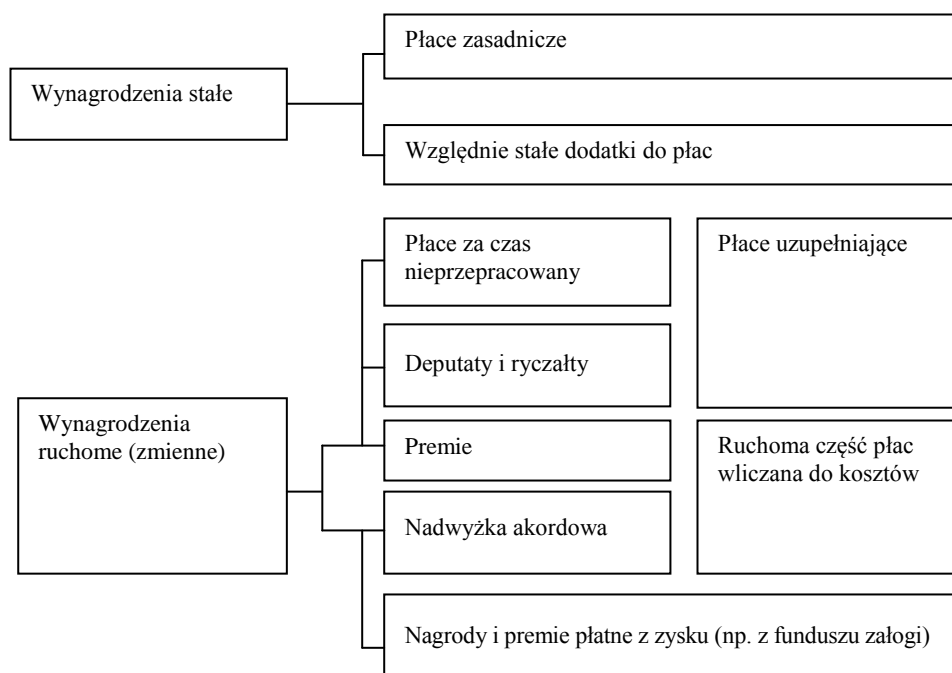 Płace zasadnicze
Wynagrodzenia stałe
Względnie stałe dodatki do płac
Płace za czas
nieprzepracowany
Płace uzupełniające
Deputaty i ryczałty
Wynagrodzenia
ruchome (zmienne)
Premie
Ruchoma część płac
wliczana do kosztów
Nadwyżka akordowa
Nagrody i premie płatne z zysku (np. z funduszu załogi)